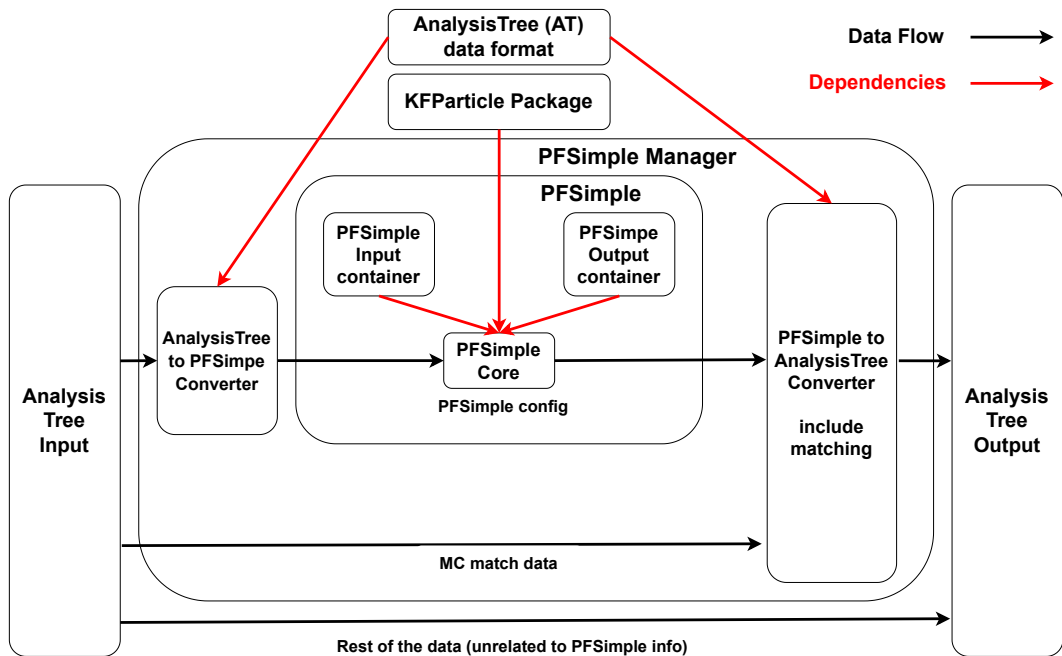 AnalysisTree (AT)
data format
Data Flow
Dependencies
KFParticle Package
PFSimple Manager
PFSimple
PFSimple
Input
container
PFSimpe
Output
container
AnalysisTree
to PFSimpe
Converter
PFSimple
Core
PFSimple config
PFSimple to
AnalysisTree
Converter
include
matching
Analysis
Tree
Input
Analysis
Tree
Output
MC match data
Rest of the data (unrelated to PFSimple info)